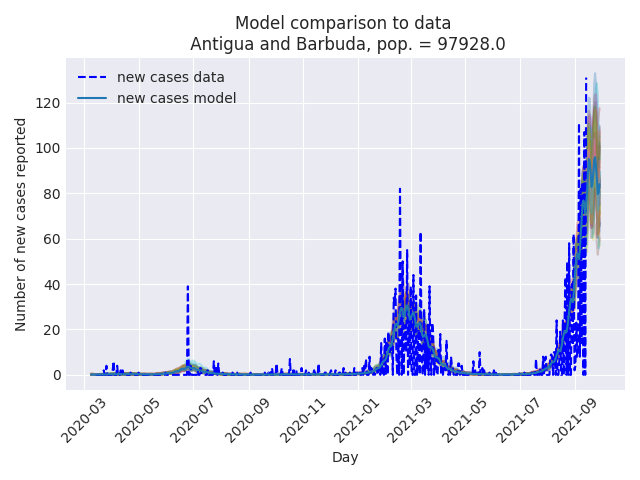 Model comparison to data
Antigua and Barbuda, pop. = 97928.0
new cases data
new cases model
Number of new cases reported
120
100
80
60
40
20
0
2020-03
2020-05
2020-07
2020-09
2020-11
2021-01
2021-03
2021-05
2021-07
2021-09
Day